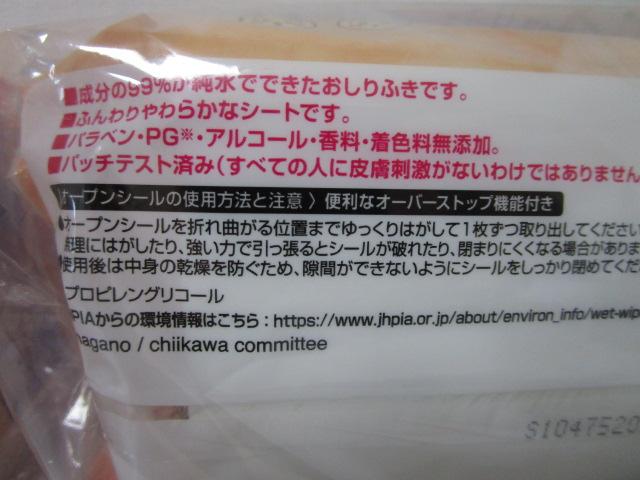 ■成分の99%が純水でできたおしりふきです。
■ふんわりやわらかなシートです。
■パラベン・PG※・アルコール・香料・着色料無添加。
■パッチテスト済み(すべての人に皮膚刺激がないわけではありません
オープンシールの使用方法と注意 〉便利なオーバーストップ機能付き
●オープンシールを折れ曲がる位置までゆっくりはがして1枚ずつ取り出してください
無理にはがしたり、強い力で引っ張るとシールが破れたり、閉まりにくくなる場合があります
使用後は中身の乾燥を防ぐため、隙間ができないようにシールをしっかり閉めてくだ
プロピレングリコール
PIAからの環境情報はこちら:https://www.jhpia.or.jp/about/environ_info/wet-wip
nagano / chiikawa committee
S1047520